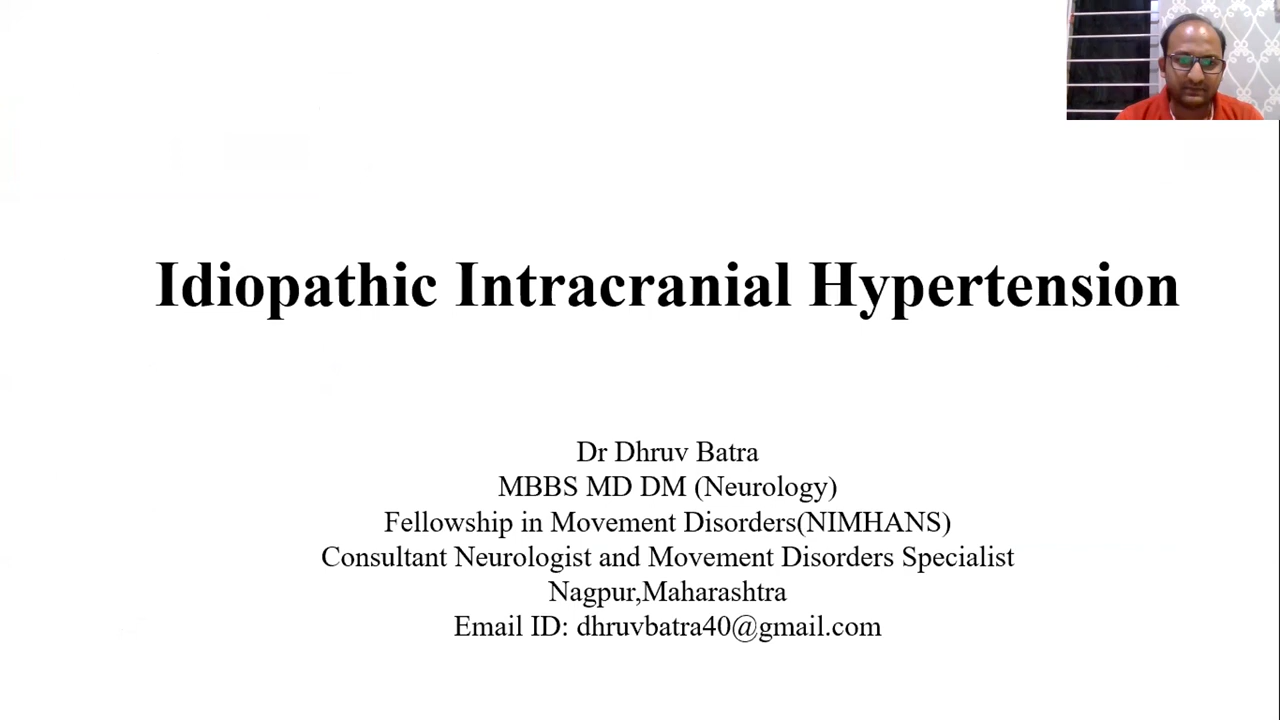 Idiopathic Intracranial Hypertension
Dr Dhruv Batra
MBBS MD DM (Neurology)
Fellowship in Movement Disorders(NIMHANS)
Consultant Neurologist and Movement Disorders Specialist
Nagpur,Maharashtra
Email ID: dhruvbatra40@gmail.com